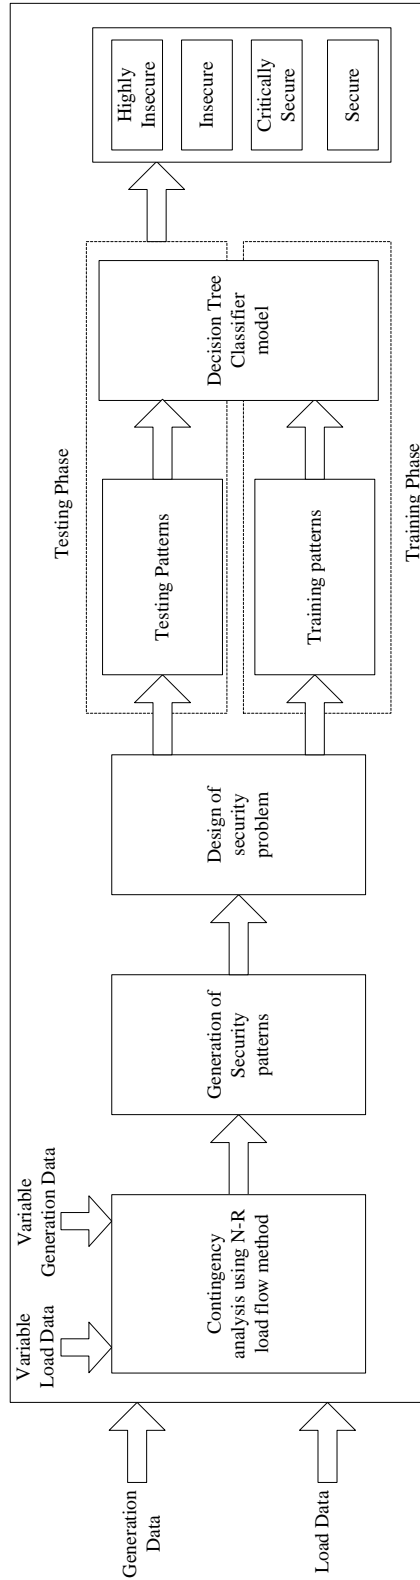 Generation
Data
Load Data
Variable
Load Data
Variable
Generation Data
Contingency
analysis using N-R
load flow method
Generation of
Security
patterns
Design of
security
problem
Testing Phase
Testing Patterns
Training patterns
Training Phase
Decision Tree
Classifier
model
Highly
Insecure
Insecure
Critically
Secure
Secure